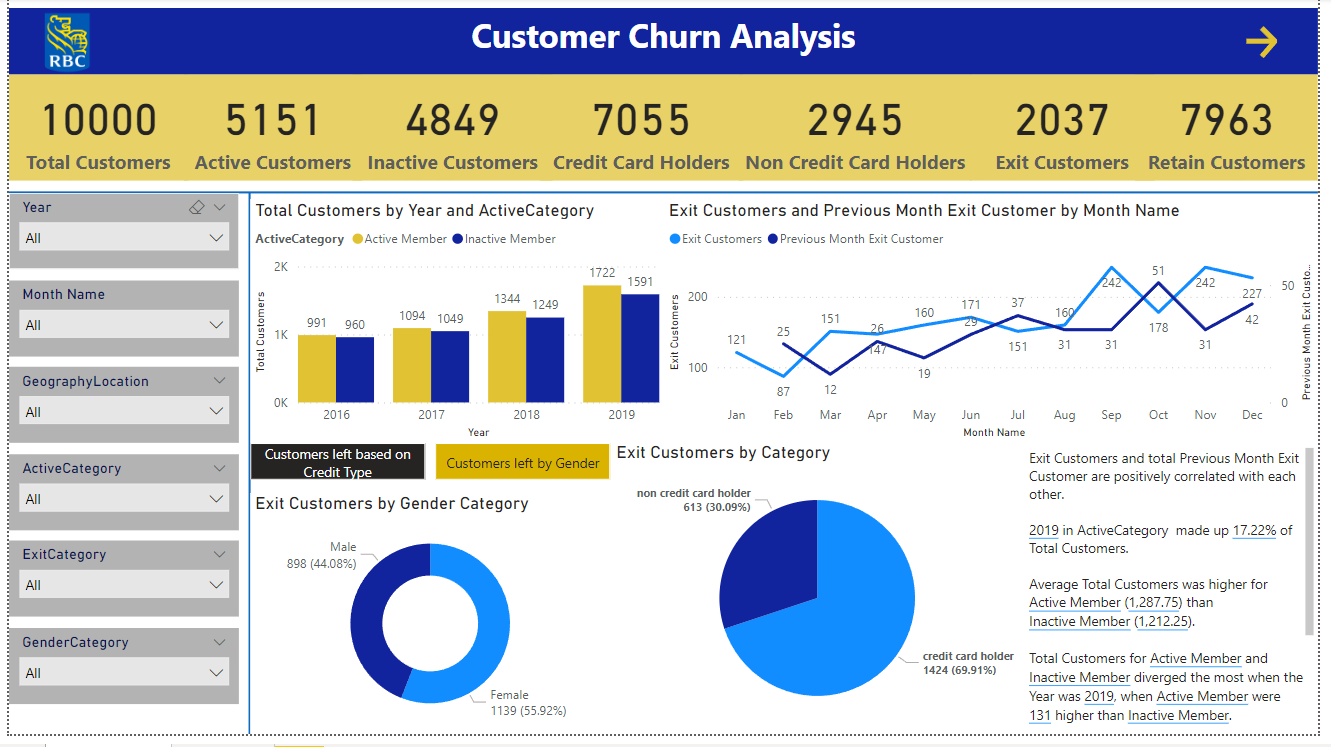 RBC
Customer Churn Analysis
10000
Total Customers
5151
Active Customers
4849
Inactive Customers
7055
Credit Card Holders
2945
Non Credit Card Holders
2037
Exit Customers
7963
Retain Customers
Year
All
Month Name
All
GeographyLocation
All
ActiveCategory
All
ExitCategory
All
GenderCategory
All
Total Customers by Year and ActiveCategory
ActiveCategory Active Member Inactive Member
Total Customers
2K
1K
0K
991 960
1094 1049
1344 1249
1722 1591
2016 2017 2018 2019
Year
Exit Customers and Previous Month Exit Customer by Month Name
Exit Customers Previous Month Exit Customer
Exit Customers
200
100
121 87 151 147 160 171 151 160 242 178 242 227
25 12 26 19 29 37 31 31 51 31 42
50
0
Previous Month Exit Custo...
Jan Feb Mar Apr May Jun Jul Aug Sep Oct Nov Dec
Month Name
Customers left based on
Credit Type
Customers left by Gender
Exit Customers by Gender Category
Male
898 (44.08%)
Female
1139 (55.92%)
Exit Customers by Category
non credit card holder
613 (30.09%)
credit card holder
1424 (69.91%)
Exit Customers and total Previous Month Exit
Customer are positively correlated with each
other.
2019 in ActiveCategory made up 17.22% of
Total Customers.
Average Total Customers was higher for
Active Member (1,287.75) than
Inactive Member (1,212.25).
Total Customers for Active Member and
Inactive Member diverged the most when the
Year was 2019, when Active Member were
131 higher than Inactive Member.